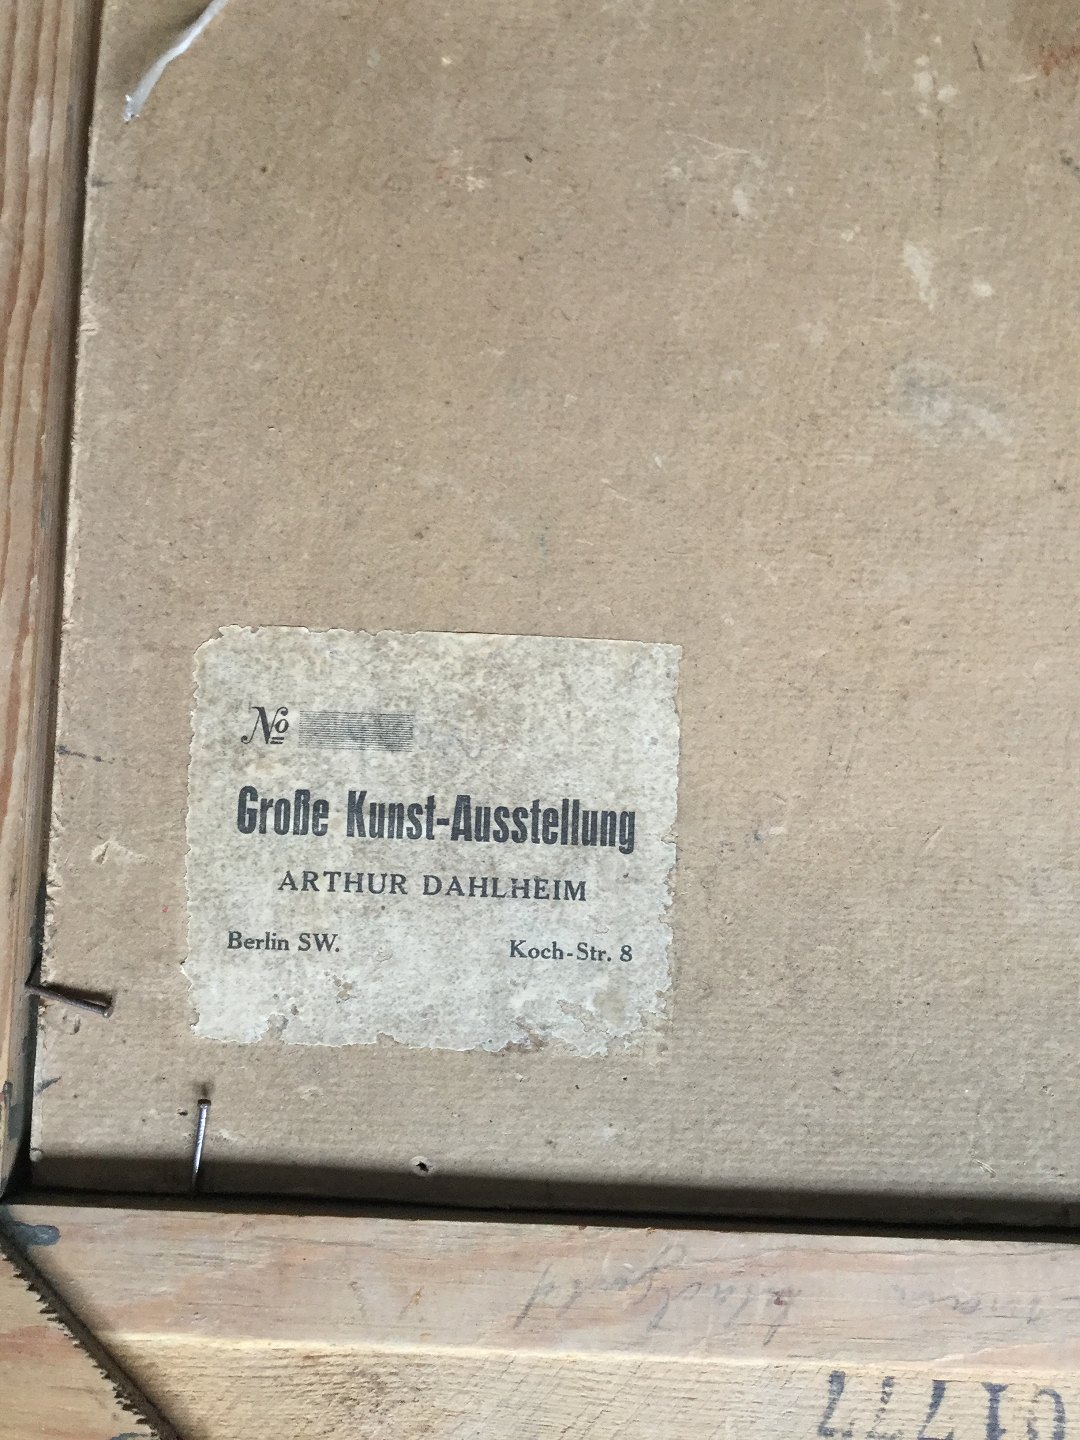 №
Große Kunst-Ausstellung
ARTHUR DAHLHEIM
Berlin SW. Koch-Str. 8